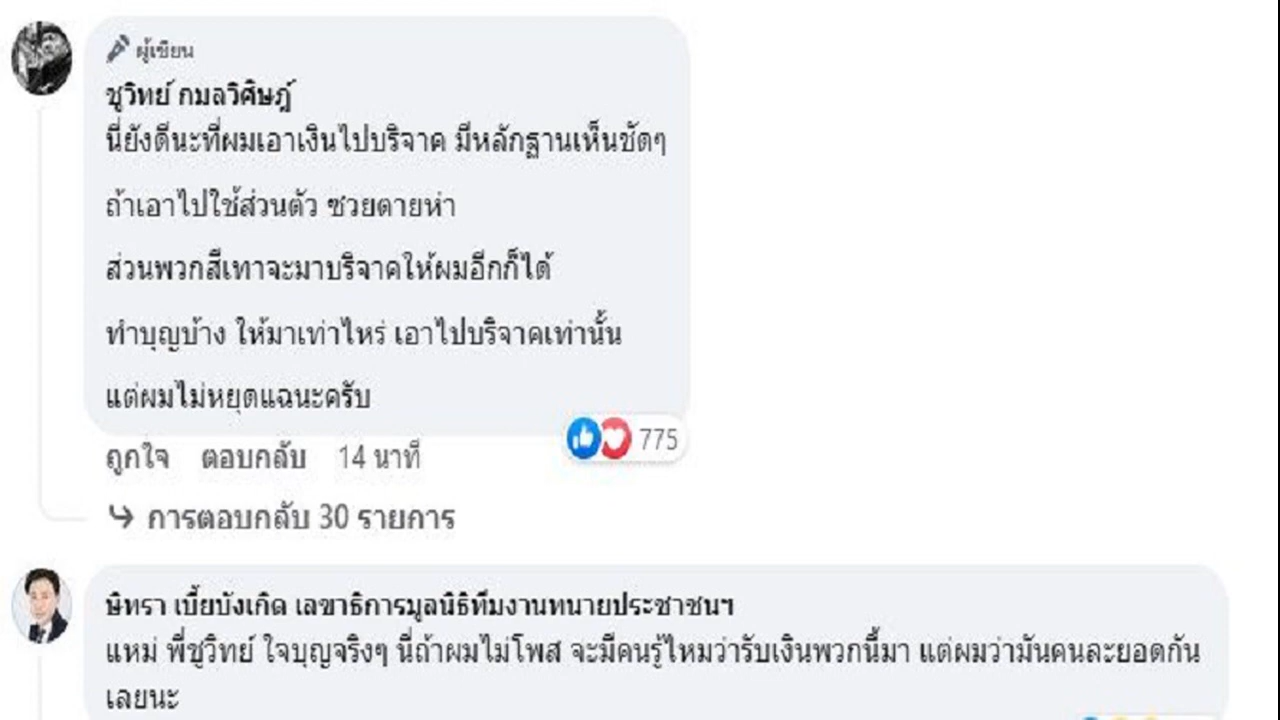 ผู้เขียน
ชูวิทย์ กมลวิศิษฎ์
นี่ยังดีนะที่ผมเอาเงินไปบริจาค มีหลักฐานเห็นชัดๆ
ถ้าเอาไปใช้ส่วนตัว ซวยดายห่า
ส่วนพวกสีเทาจะมาบริจาคให้ผมอีกก็ได้
ทำบุญบ้าง ให้มาเท่าไหร่ เอาไปบริจาคเท่านั้น
แต่ผมไม่หยุดแฉนะครับ
775
ถูกใจ ตอบกลับ 14 นาที
การตอบกลับ 30 รายการ
ษิทรา เบี้ยบังเกิด เลขาธิการมูลนิธิทีมงานทนายประชาชนฯ
แหม่ พี่ชูวิทย์ ใจบุญจริงๆ นี่ถ้าผมไม่โพส จะมีคนรู้ไหมว่ารับเงินพวกนี้มา แต่ผมว่ามันคนละยอดกัน
เลยนะ